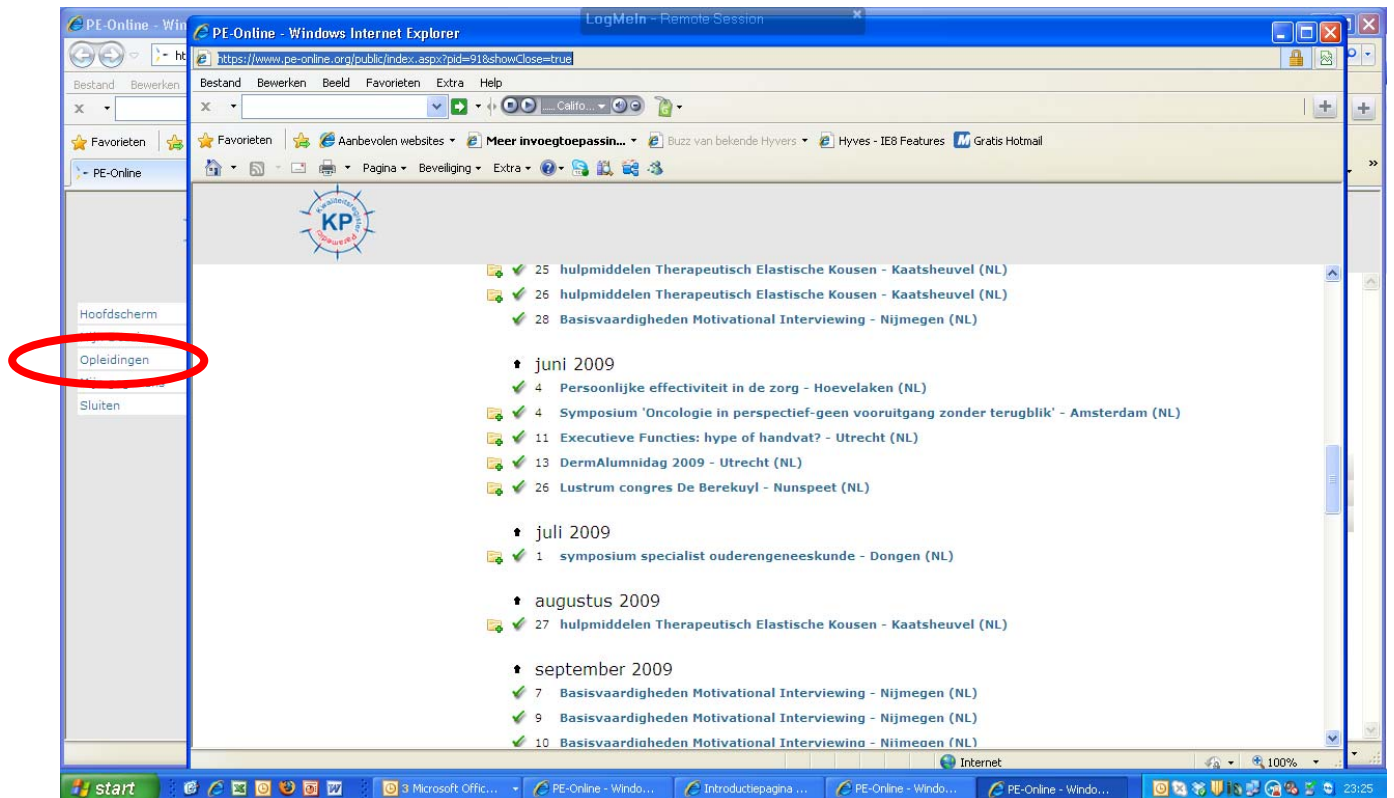 LogMeIn - Remote Session
PE-Online - Win
PE-Online - Windows Internet Explorer
ht
https://www.pe-online.org/public/index.aspx?pid=91&showClose=true
Bestand Bewerken
Bestand Bewerken Beeld Favorieten Extra Help
x
x Califo...
Favorieten
Favorieten Aanbevolen websites Meer invoegtoepassin... Buzz van bekende Hyvers Hyves - IE8 Features Gratis Hotmail
PE-Online
Pagina Beveiliging Extra
Kwaliteitsregister
KP
Paramedici
25 hulpmiddelen Therapeutisch Elastische Kousen - Kaatsheuvel (NL)
26 hulpmiddelen Therapeutisch Elastische Kousen - Kaatsheuvel (NL)
28 Basisvaardigheden Motivational Interviewing - Nijmegen (NL)
Hoofdscherm
Opleidingen
Sluiten
juni 2009
4 Persoonlijke effectiviteit in de zorg - Hoevelaken (NL)
4 Symposium 'Oncologie in perspectief-geen vooruitgang zonder terugblik' - Amsterdam (NL)
11 Executieve Functies: hype of handvat? - Utrecht (NL)
13 DermAlumnidag 2009 - Utrecht (NL)
26 Lustrum congres De Berekuyl - Nunspeet (NL)
juli 2009
1 symposium specialist ouderengeneeskunde - Dongen (NL)
augustus 2009
27 hulpmiddelen Therapeutisch Elastische Kousen - Kaatsheuvel (NL)
september 2009
7 Basisvaardigheden Motivational Interviewing - Nijmegen (NL)
9 Basisvaardigheden Motivational Interviewing - Nijmegen (NL)
10 Basisvaardigheden Motivational Interviewing - Nijmegen (NL)
Internet 100%
start 3 Microsoft Offic... PE-Online - Windo... Introductiepagina ... PE-Online - Windo... PE-Online - Windo... 23:25